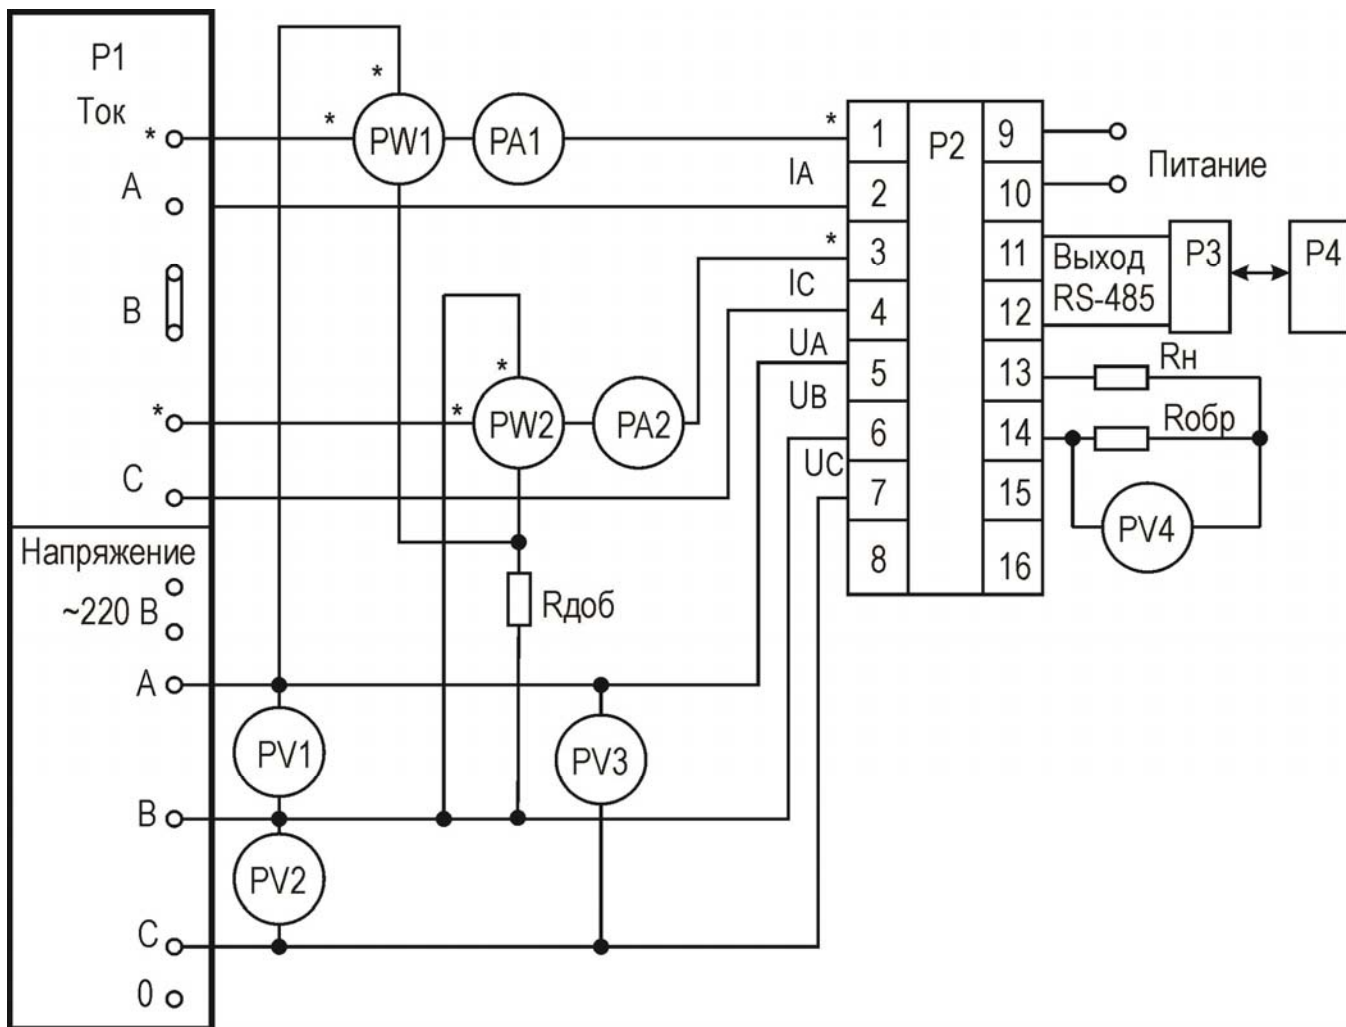 P1
Ток
*
A
B
*
C
Напряжение
~220 В
A
B
C
0
*
*
PW1
PA1
*
*
PW2
PA2
Rдоб
PV1
PV2
PV3
*
IA
*
IC
UA
UB
UC
1
2
3
4
5
6
7
8
P2
9
10
11
12
13
14
15
16
Питание
Выход
RS-485
P3
P4
Rн
Rобр
PV4